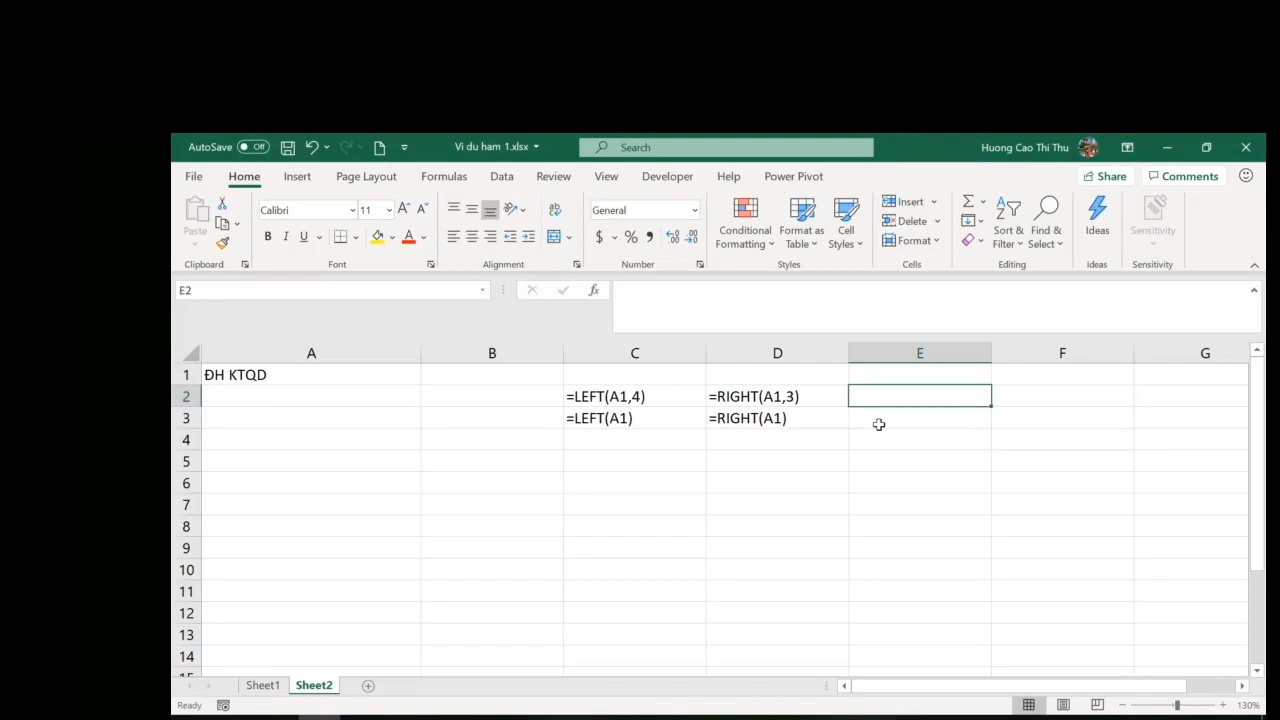 AutoSave Off Vi du ham 1.xlsx Search Huong Cao Thi Thu
File Home Insert Page Layout Formulas Data Review View Developer Help Power Pivot Share Comments
Paste Calibri 11 A A ab General Conditional Formatting Format as Table Cell Styles Insert Delete Format Sort & Filter Find & Select Ideas Sensitivity
B I U A $ % ,
Clipboard Font Alignment Number Styles Cells Editing Ideas Sensitivity
E2 fx
A B C D E F G
1 ĐH KTQD
2 =LEFT(A1,4) =RIGHT(A1,3)
3 =LEFT(A1) =RIGHT(A1)
4
5
6
7
8
9
10
11
12
13
14
15
Sheet1 Sheet2
Ready 130%